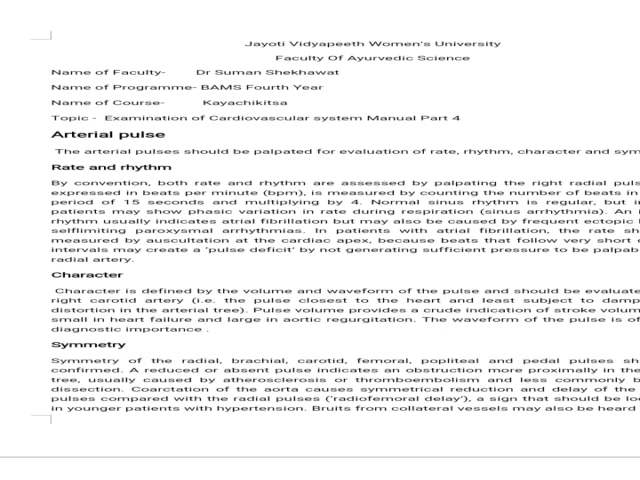 Jayoti Vidyapeeth Women's University
Faculty Of Ayurvedic Science
Name of Faculty- Dr Suman Shekhawat
Name of Programme- BAMS Fourth Year
Name of Course- Kayachikitsa
Topic - Examination of Cardiovascular system Manual Part 4
Arterial pulse
The arterial pulses should be palpated for evaluation of rate, rhythm, character and sym
Rate and rhythm
By convention, both rate and rhythm are assessed by palpating the right radial puls
expressed in beats per minute (bpm), is measured by counting the number of beats in
period of 15 seconds and multiplying by 4. Normal sinus rhythm is regular, but in
patients may show phasic variation in rate during respiration (sinus arrhythmia). An i
rhythm usually indicates atrial fibrillation but may also be caused by frequent ectopic
selflimiting paroxysmal arrhythmias. In patients with atrial fibrillation, the rate sh
measured by auscultation at the cardiac apex, because beats that follow very short
intervals may create a 'pulse deficit' by not generating sufficient pressure to be palpab
radial artery.
Character
Character is defined by the volume and waveform of the pulse and should be evaluate
right carotid artery (i.e. the pulse closest to the heart and least subject to damp
distortion in the arterial tree). Pulse volume provides a crude indication of stroke volum
small in heart failure and large in aortic regurgitation. The waveform of the pulse is of
diagnostic importance .
Symmetry
Symmetry of the radial, brachial, carotid, femoral, popliteal and pedal pulses sh
confirmed. A reduced or absent pulse indicates an obstruction more proximally in the
tree, usually caused by atherosclerosis or thromboembolism and less commonly b
dissection. Coarctation of the aorta causes symmetrical reduction and delay of the
pulses compared with the radial pulses ('radiofemoral delay'), a sign that should be loo
in younger patients with hypertension. Bruits from collateral vessels may also be heard